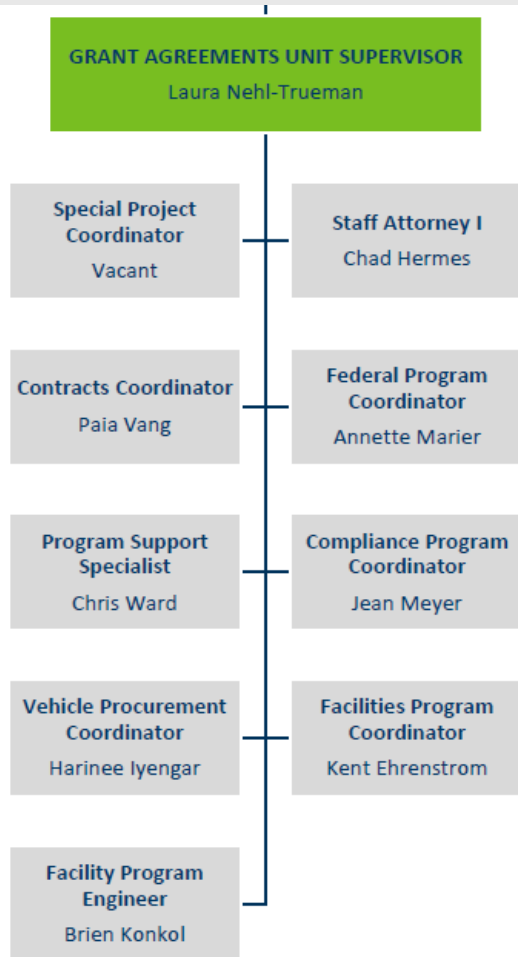 GRANT AGREEMENTS UNIT SUPERVISOR
Laura Nehl-Trueman
Special Project
Coordinator
Vacant
Staff Attorney I
Chad Hermes
Contracts Coordinator
Paia Vang
Federal Program
Coordinator
Annette Marier
Program Support
Specialist
Chris Ward
Compliance Program
Coordinator
Jean Meyer
Vehicle Procurement
Coordinator
Harinee Iyengar
Facilities Program
Coordinator
Kent Ehrenstrom
Facility Program
Engineer
Brien Konkol